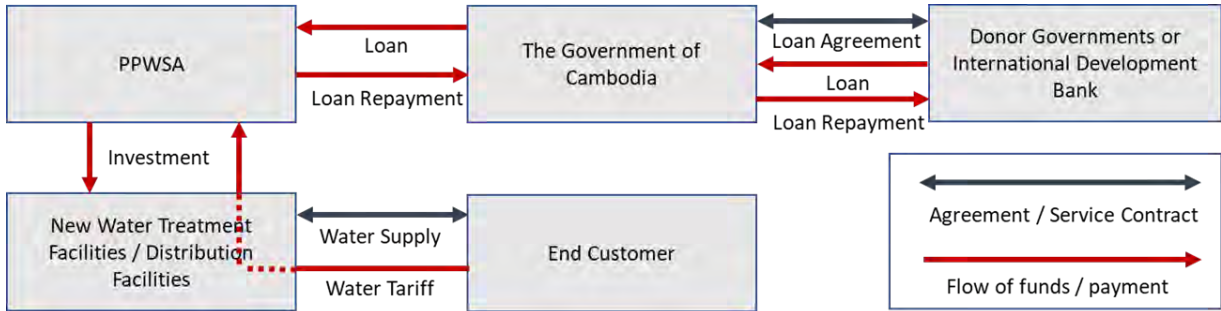 PPWSA
Loan
Loan Repayment
The Government of
Cambodia
Loan Agreement
Loan
Loan Repayment
Donor Governments or
International Development
Bank
Investment
New Water Treatment
Facilities / Distribution
Facilities
Water Supply
Water Tariff
End Customer
Agreement / Service Contract
Flow of funds / payment